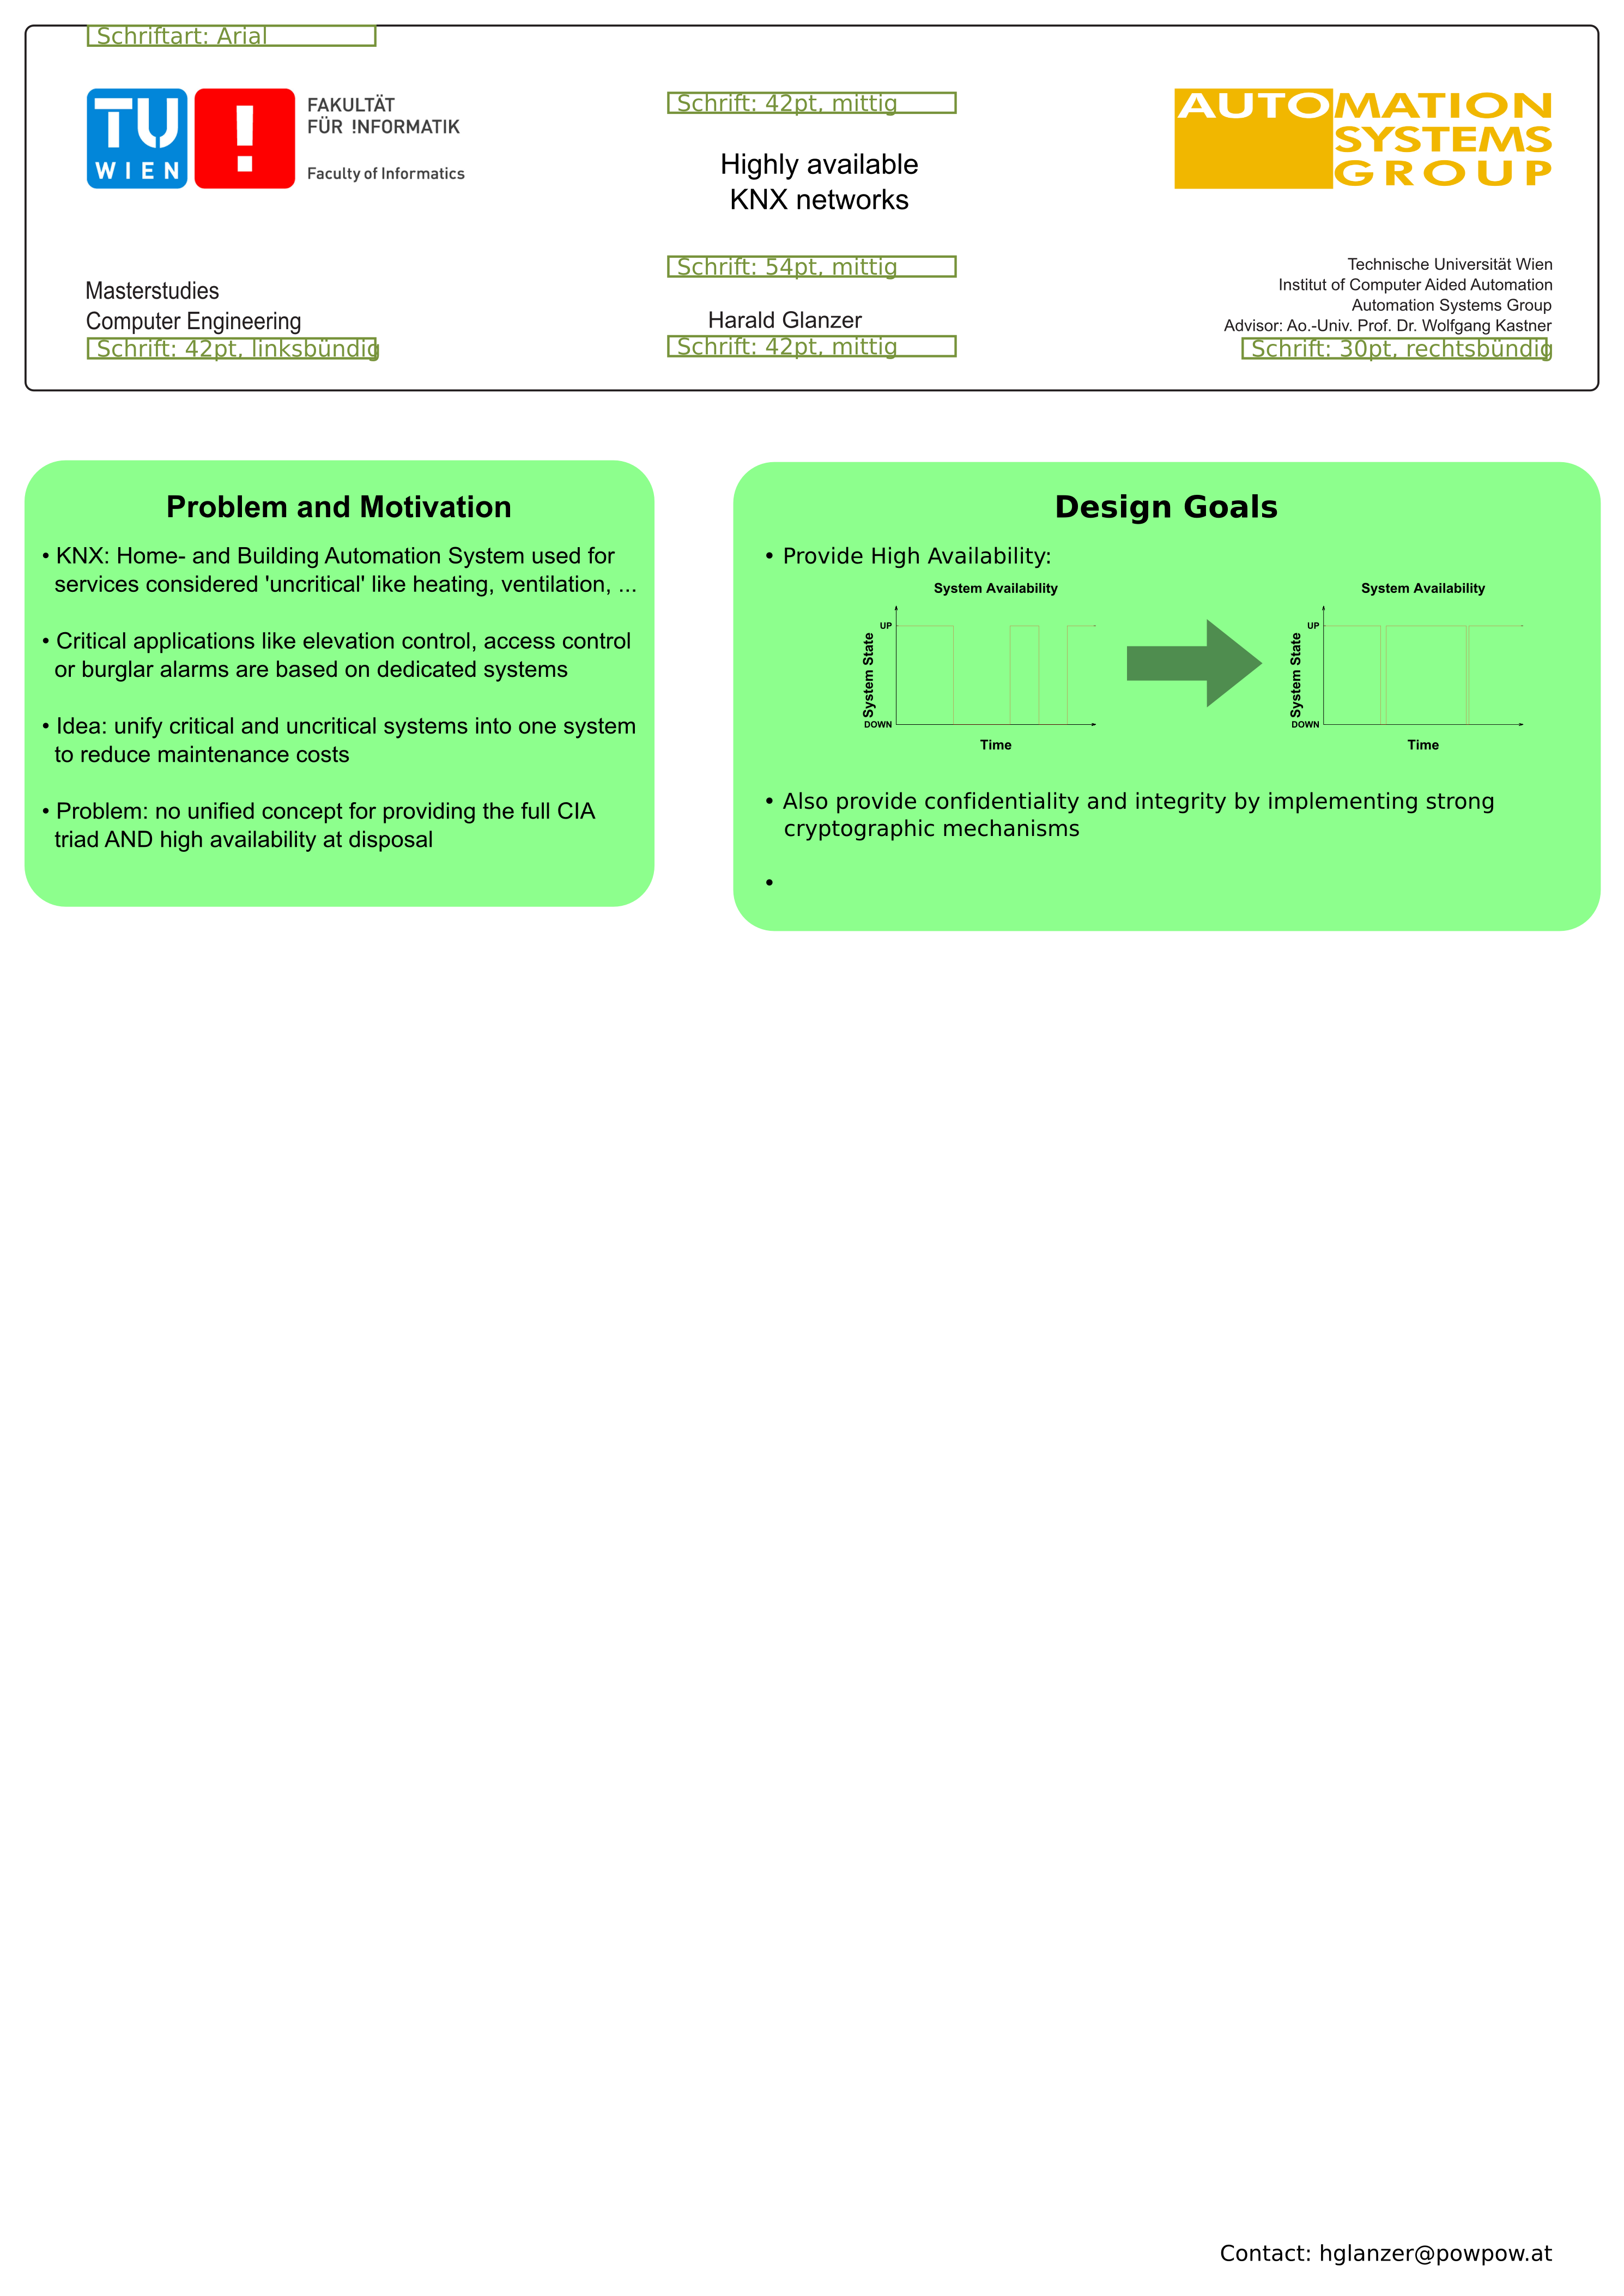 Schriftart: Arial
TU
WIEN
!
FAKULTÄT
FÜR !NFORMATIK
Faculty of Informatics
Schrift: 42pt, mittig
Highly available
KNX networks
Schrift: 54pt, mittig
Harald Glanzer
Schrift: 42pt, mittig
AUTOMATION
SYSTEMS
GROUP
Masterstudies
Computer Engineering
Schrift: 42pt, linksbündig
Technische Universität Wien
Institut of Computer Aided Automation
Automation Systems Group
Advisor: Ao.-Univ. Prof. Dr. Wolfgang Kastner
Schrift: 30pt, rechtsbündig
Problem and Motivation
• KNX: Home- and Building Automation System used for
services considered 'uncritical' like heating, ventilation, ...
• Critical applications like elevation control, access control
or burglar alarms are based on dedicated systems
• Idea: unify critical and uncritical systems into one system
to reduce maintenance costs
• Problem: no unified concept for providing the full CIA
triad AND high availability at disposal
Design Goals
• Provide High Availability:
System Availability
UP
System State
DOWN
Time
System Availability
UP
System State
DOWN
Time
• Also provide confidentiality and integrity by implementing strong
cryptographic mechanisms
•
Contact: hglanzer@powpow.at